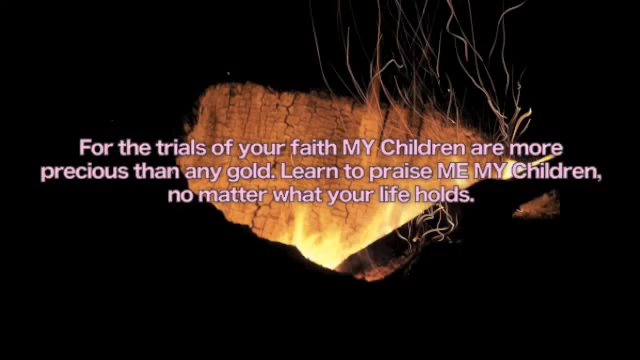 For the trials of your faith MY Children are more
precious than any gold. Learn to praise ME MY Children,
no matter what your life holds.